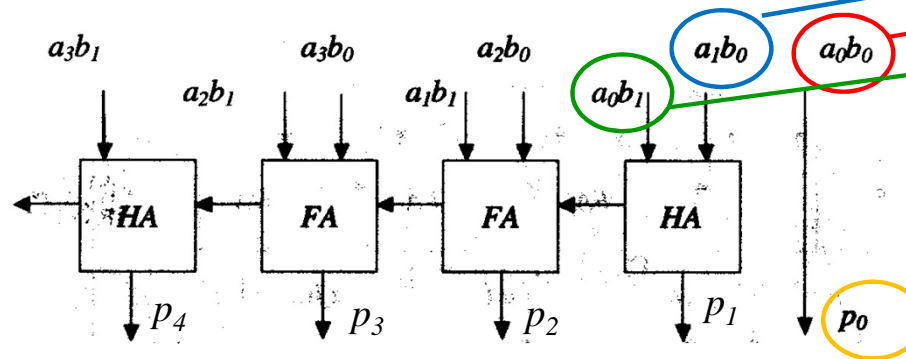 a₃b₁ a₃b₀ a₂b₀ a₁b₀ a₀b₀
a₂b₁ a₁b₁ a₀b₁
HA FA FA HA
p₄ p₃ p₂ p₁ p₀